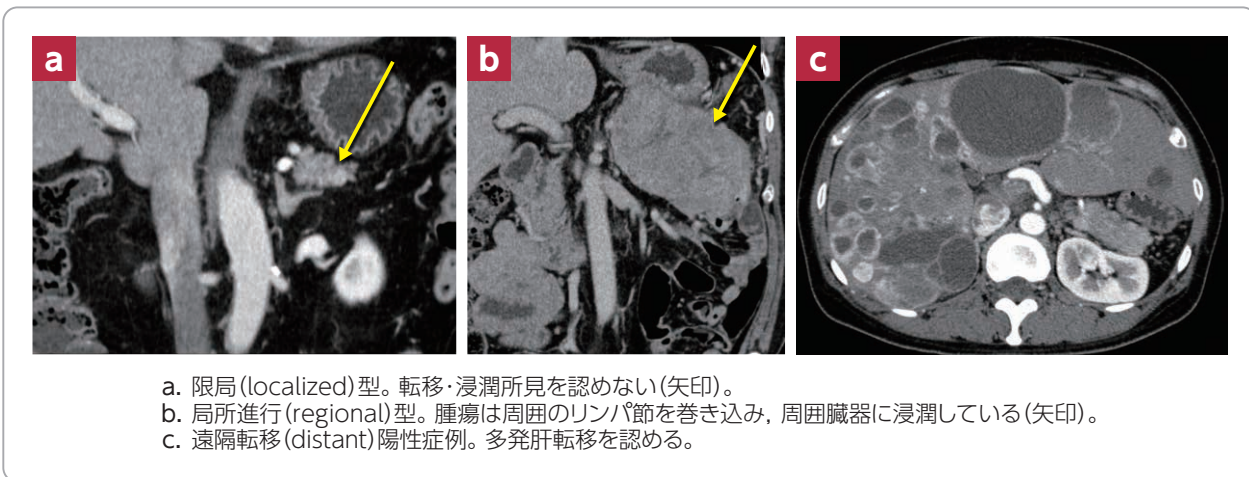 a
b
c
a. 限局(localized)型。転移・浸潤所見を認めない(矢印)。
b. 局所進行(regional)型。腫瘍は周囲のリンパ節を巻き込み，周囲臓器に浸潤している(矢印)。
c. 遠隔転移(distant)陽性症例。多発肝転移を認める。